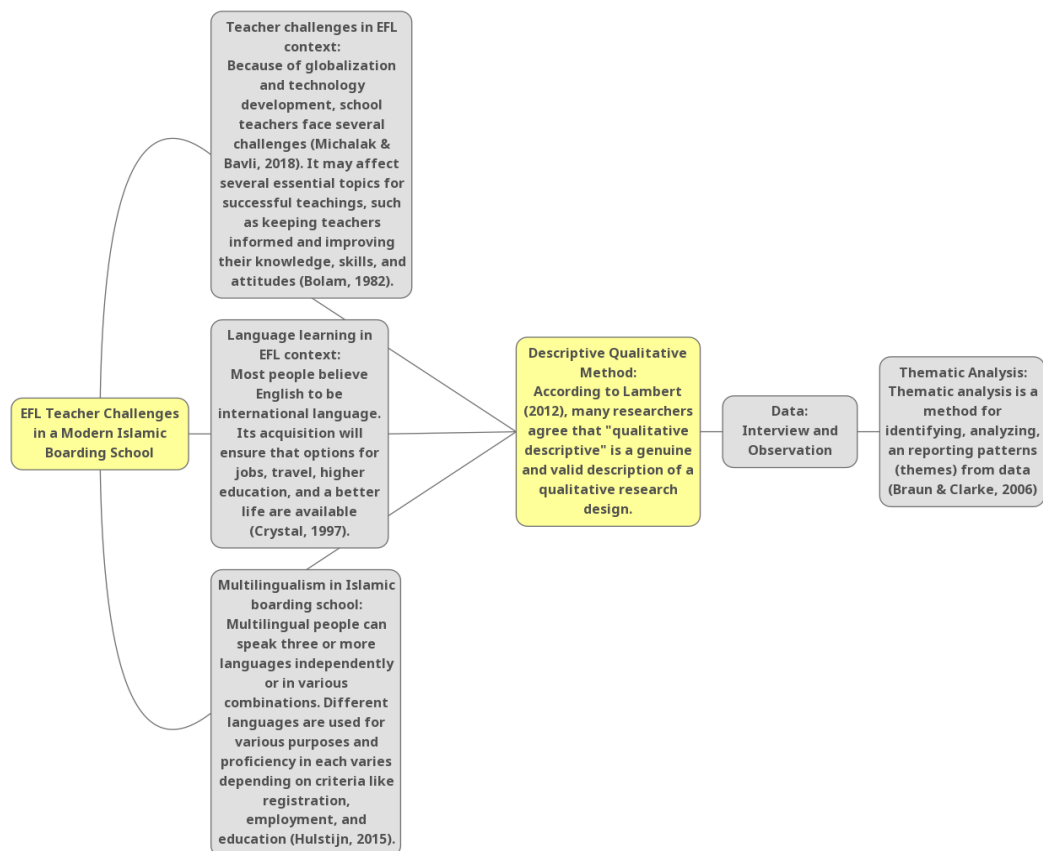 Teacher challenges in EFL
context:
Because of globalization
and technology
development, school
teachers face several
challenges (Michalak &
Bavli, 2018). It may affect
several essential topics for
successful teachings, such
as keeping teachers
informed and improving
their knowledge, skills, and
attitudes (Bolam, 1982).
EFL Teacher Challenges
in a Modern Islamic
Boarding School
Language learning in
EFL context:
Most people believe
English to be
international language.
Its acquisition will
ensure that options for
jobs, travel, higher
education, and a better
life are available
(Crystal, 1997).
Multilingualism in Islamic
boarding school:
Multilingual people can
speak three or more
languages independently
or in various
combinations. Different
languages are used for
various purposes and
proficiency in each varies
depending on criteria like
registration,
employment, and
education (Hulstijn, 2015).
Descriptive Qualitative
Method:
According to Lambert
(2012), many researchers
agree that "qualitative
descriptive" is a genuine
and valid description of a
qualitative research
design.
Data:
Interview and
Observation
Thematic Analysis:
Thematic analysis is a
method for
identifying, analyzing,
an reporting patterns
(themes) from data
(Braun & Clarke, 2006)